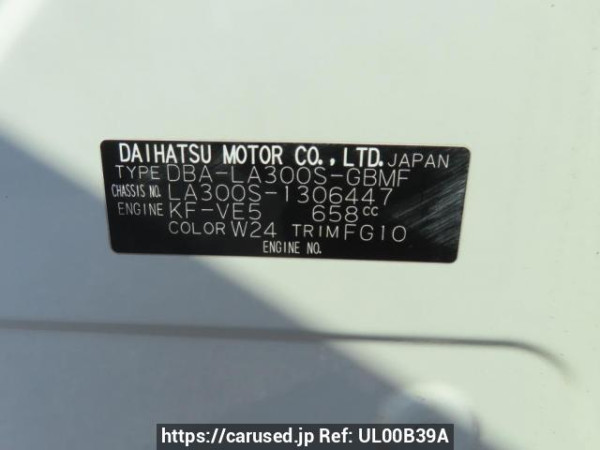 DAIHATSU MOTOR CO., LTD. JAPAN
TYPE DBA-LA300S-GBMF
CHASSIS NO. LA300S-1306447
ENGINE KF-VE5 658cc
COLOR W24 TRIM FG10
ENGINE NO.
https://carused.jp Ref: UL00B39A